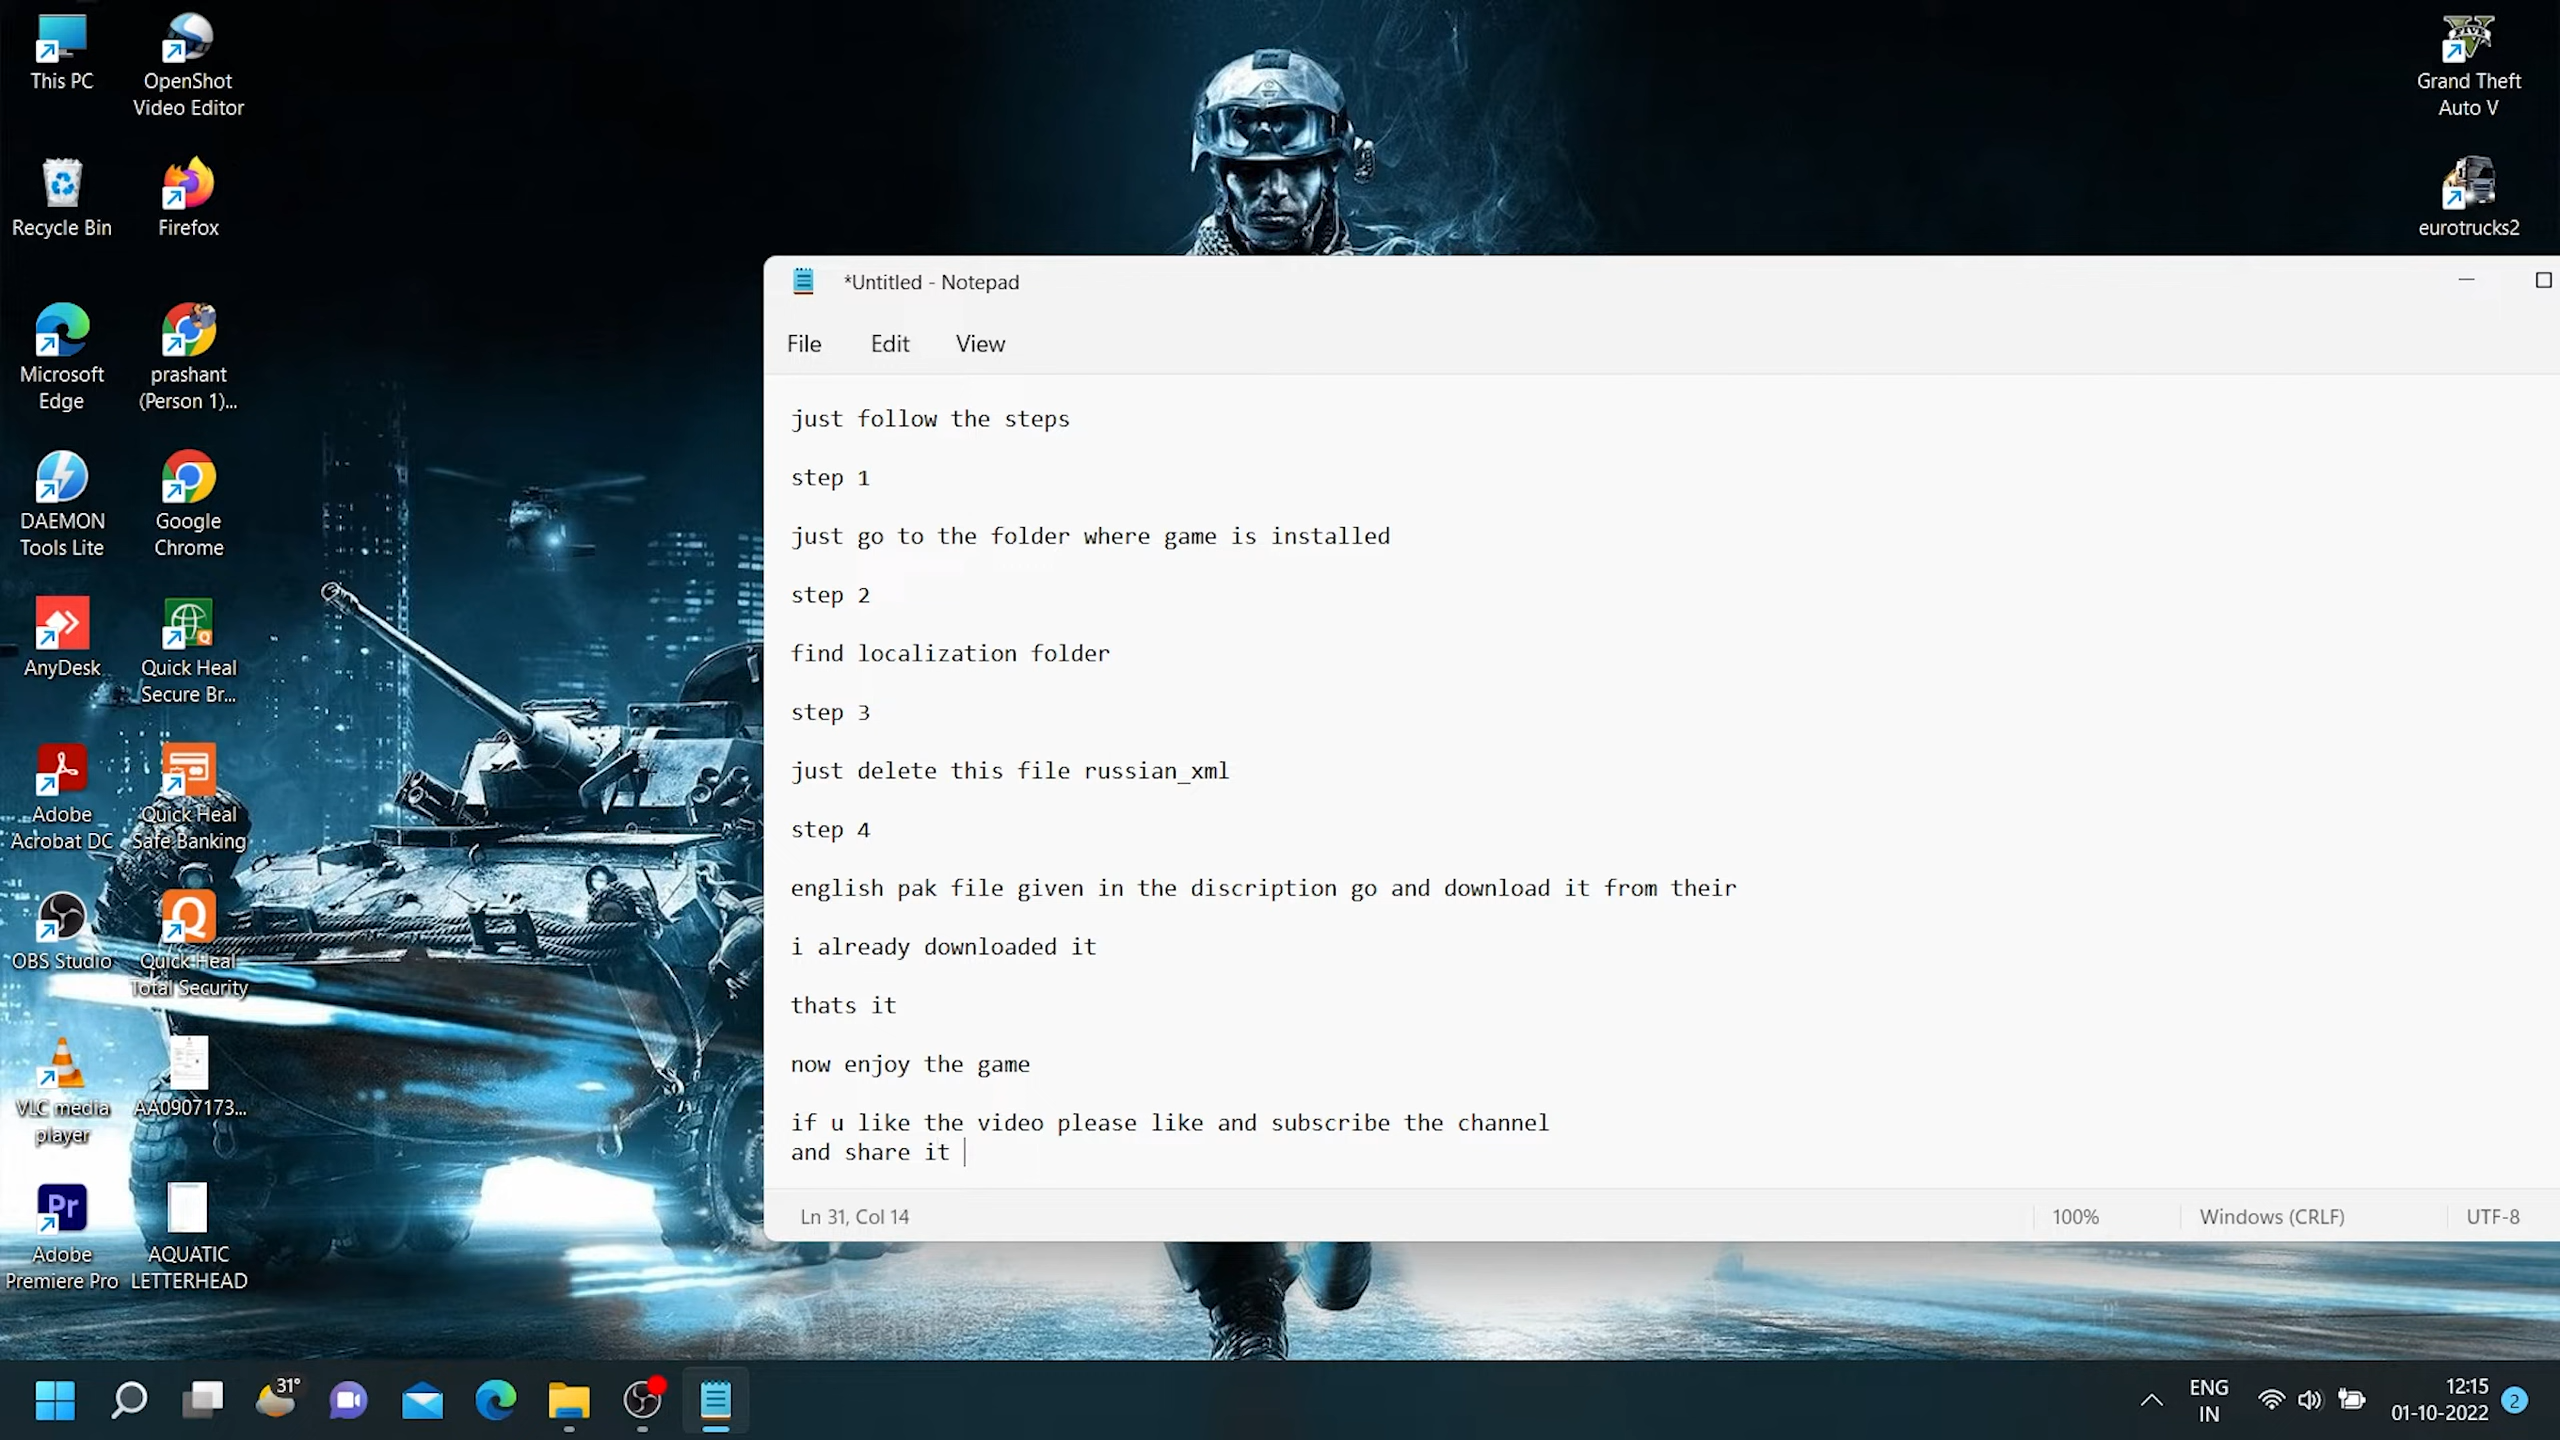 This PC
OpenShot
Video Editor
Recycle Bin
Firefox
Microsoft
Edge
prashant
(Person 1)...
DAEMON
Tools Lite
Google
Chrome
AnyDesk
Quick Heal
Secure Br...
Adobe
Acrobat DC
Quick Heal
Safe Banking
OBS Studio
Quick Heal
Total Security
VLC media
player
AA0907173...
Pr
Adobe
Premiere Pro
AQUATIC
LETTERHEAD
FIVE
Grand Theft
Auto V
eurotrucks2
*Untitled - Notepad
File Edit View
just follow the steps
step 1
just go to the folder where game is installed
step 2
find localization folder
step 3
just delete this file russian_xml
step 4
english pak file given in the discription go and download it from their
i already downloaded it
thats it
now enjoy the game
if u like the video please like and subscribe the channel
and share it
Ln 31, Col 14 100% Windows (CRLF) UTF-8
31°
ENG
IN
12:15
01-10-2022
2